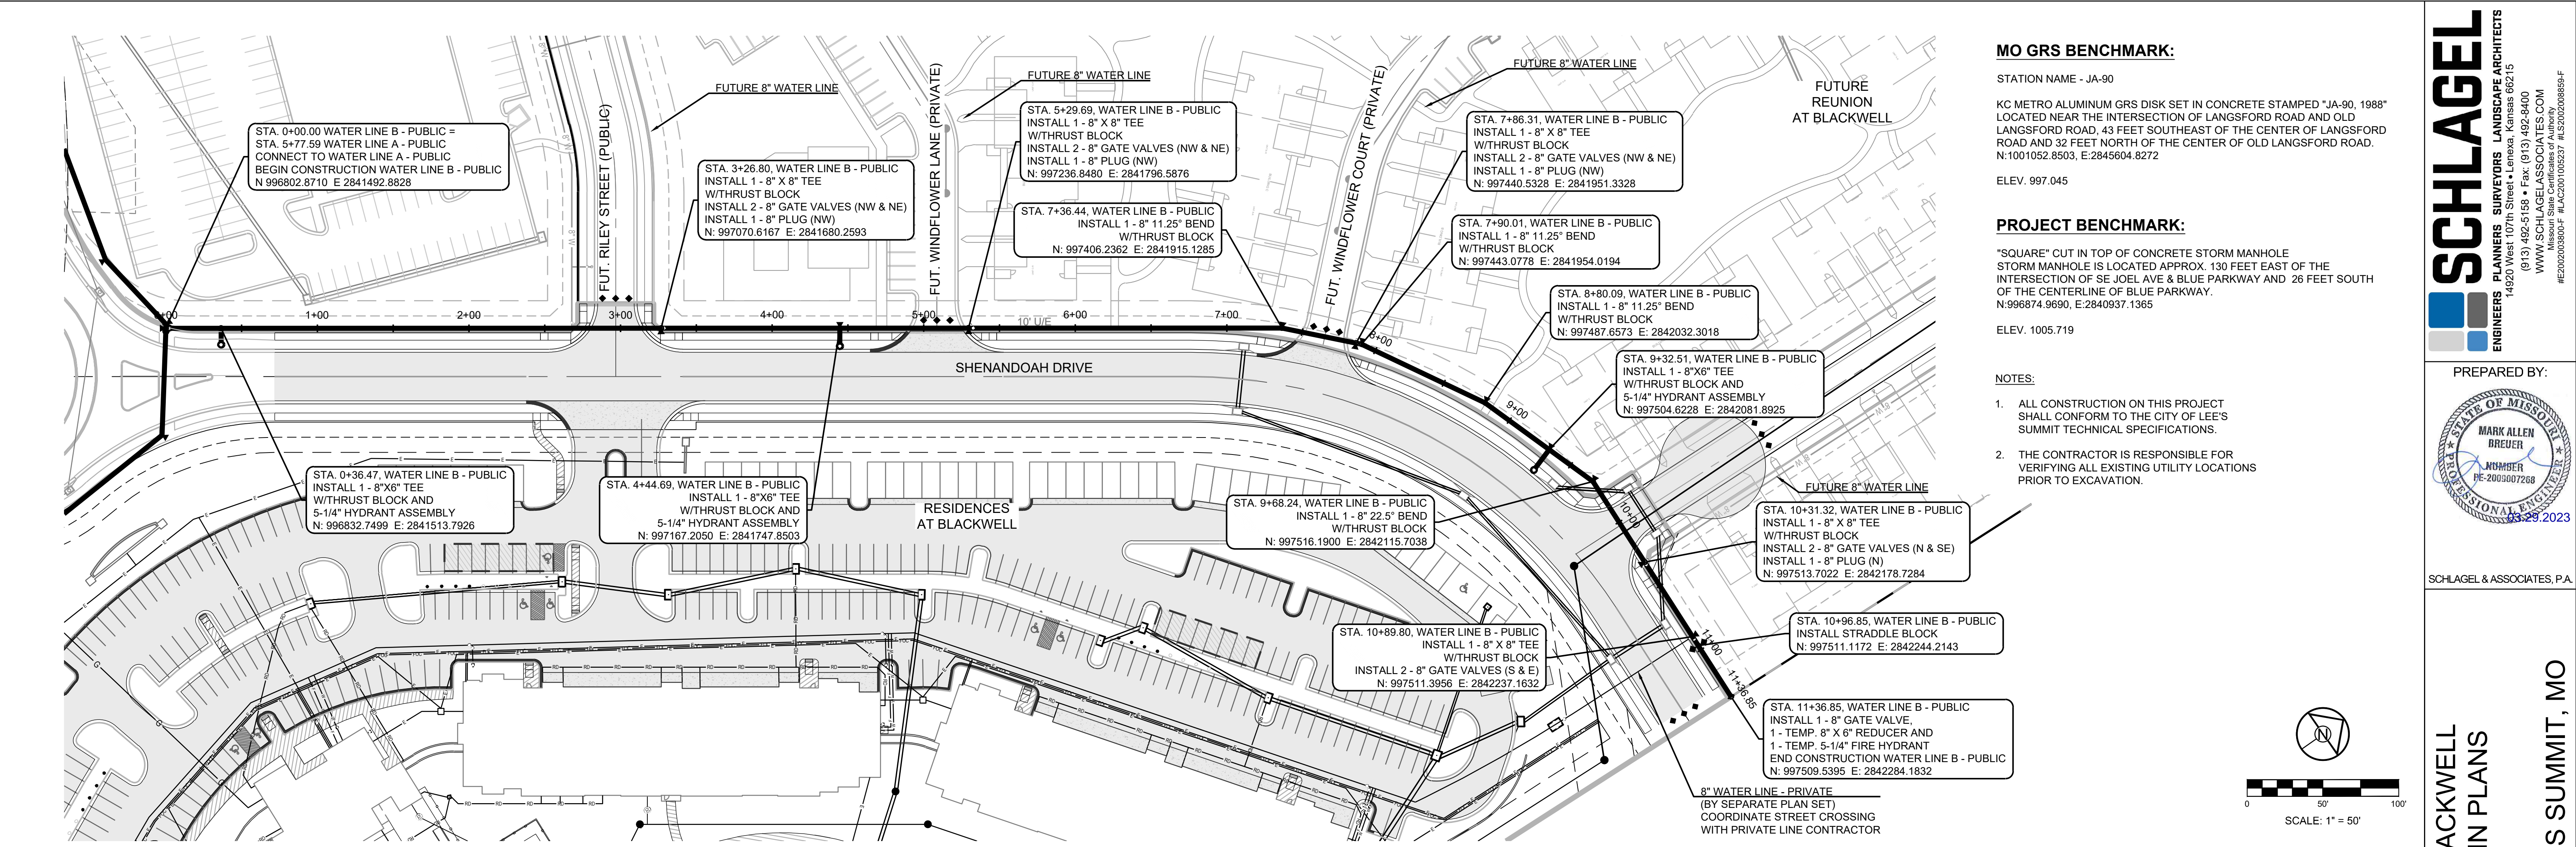 FUTURE 8" WATER LINE
FUTURE 8" WATER LINE
FUTURE 8" WATER LINE
FUTURE
REUNION
AT BLACKWELL
STA. 0+00.00 WATER LINE B - PUBLIC =
STA. 5+77.59 WATER LINE A - PUBLIC
CONNECT TO WATER LINE A - PUBLIC
BEGIN CONSTRUCTION WATER LINE B - PUBLIC
N 996802.8710 E 2841492.8828
FUT. RILEY STREET (PUBLIC)
STA. 3+26.80, WATER LINE B - PUBLIC
INSTALL 1 - 8" X 8" TEE
W/THRUST BLOCK
INSTALL 2 - 8" GATE VALVES (NW & NE)
INSTALL 1 - 8" PLUG (NW)
N: 997070.6167 E: 2841680.2593
FUT. WINDFLOWER LANE (PRIVATE)
STA. 5+29.69, WATER LINE B - PUBLIC
INSTALL 1 - 8" X 8" TEE
W/THRUST BLOCK
INSTALL 2 - 8" GATE VALVES (NW & NE)
INSTALL 1 - 8" PLUG (NW)
N: 997236.8480 E: 2841796.5876
STA. 7+36.44, WATER LINE B - PUBLIC
INSTALL 1 - 8" 11.25° BEND
W/THRUST BLOCK
N: 997406.2362 E: 2841915.1285
FUT. WINDFLOWER COURT (PRIVATE)
STA. 7+86.31, WATER LINE B - PUBLIC
INSTALL 1 - 8" X 8" TEE
W/THRUST BLOCK
INSTALL 2 - 8" GATE VALVES (NW & NE)
INSTALL 1 - 8" PLUG (NW)
N: 997440.5328 E: 2841951.3328
STA. 7+90.01, WATER LINE B - PUBLIC
INSTALL 1 - 8" 11.25° BEND
W/THRUST BLOCK
N: 997443.0778 E: 2841954.0194
STA. 8+80.09, WATER LINE B - PUBLIC
INSTALL 1 - 8" 11.25° BEND
W/THRUST BLOCK
N: 997487.6573 E: 2842032.3018
STA. 9+32.51, WATER LINE B - PUBLIC
INSTALL 1 - 8"X6" TEE
W/THRUST BLOCK AND
5-1/4" HYDRANT ASSEMBLY
N: 997504.6228 E: 2842081.8925
1+00
2+00
3+00
4+00
5+00
10' U/E
6+00
7+00
8+00
9+00
10+00
11+00
11+36.85
SHENANDOAH DRIVE
STA. 0+36.47, WATER LINE B - PUBLIC
INSTALL 1 - 8"X6" TEE
W/THRUST BLOCK AND
5-1/4" HYDRANT ASSEMBLY
N: 996832.7499 E: 2841513.7926
STA. 4+44.69, WATER LINE B - PUBLIC
INSTALL 1 - 8"X6" TEE
W/THRUST BLOCK AND
5-1/4" HYDRANT ASSEMBLY
N: 997167.2050 E: 2841747.8503
RESIDENCES
AT BLACKWELL
STA. 9+68.24, WATER LINE B - PUBLIC
INSTALL 1 - 8" 22.5° BEND
W/THRUST BLOCK
N: 997516.1900 E: 2842115.7038
FUTURE 8" WATER LINE
STA. 10+31.32, WATER LINE B - PUBLIC
INSTALL 1 - 8" X 8" TEE
W/THRUST BLOCK
INSTALL 2 - 8" GATE VALVES (N & SE)
INSTALL 1 - 8" PLUG (N)
N: 997513.7022 E: 2842178.7284
STA. 10+89.80, WATER LINE B - PUBLIC
INSTALL 1 - 8" X 8" TEE
W/THRUST BLOCK
INSTALL 2 - 8" GATE VALVES (S & E)
N: 997511.3956 E: 2842237.1632
STA. 10+96.85, WATER LINE B - PUBLIC
INSTALL STRADDLE BLOCK
N: 997511.1172 E: 2842244.2143
STA. 11+36.85, WATER LINE B - PUBLIC
INSTALL 1 - 8" GATE VALVE,
1 - TEMP. 8" X 6" REDUCER AND
1 - TEMP. 5-1/4" FIRE HYDRANT
END CONSTRUCTION WATER LINE B - PUBLIC
N: 997509.5395 E: 2842284.1832
8" WATER LINE - PRIVATE
(BY SEPARATE PLAN SET)
COORDINATE STREET CROSSING
WITH PRIVATE LINE CONTRACTOR
MO GRS BENCHMARK:
STATION NAME - JA-90
KC METRO ALUMINUM GRS DISK SET IN CONCRETE STAMPED "JA-90, 1988"
LOCATED NEAR THE INTERSECTION OF LANGSFORD ROAD AND OLD
LANGSFORD ROAD, 43 FEET SOUTHEAST OF THE CENTER OF LANGSFORD
ROAD AND 32 FEET NORTH OF THE CENTER OF OLD LANGSFORD ROAD.
N:1001052.8503, E:2845604.8272
ELEV. 997.045
PROJECT BENCHMARK:
"SQUARE" CUT IN TOP OF CONCRETE STORM MANHOLE
STORM MANHOLE IS LOCATED APPROX. 130 FEET EAST OF THE
INTERSECTION OF SE JOEL AVE & BLUE PARKWAY AND 26 FEET SOUTH
OF THE CENTERLINE OF BLUE PARKWAY.
N:996874.9690, E:2840937.1365
ELEV. 1005.719
NOTES:
1. ALL CONSTRUCTION ON THIS PROJECT
SHALL CONFORM TO THE CITY OF LEE'S
SUMMIT TECHNICAL SPECIFICATIONS.
2. THE CONTRACTOR IS RESPONSIBLE FOR
VERIFYING ALL EXISTING UTILITY LOCATIONS
PRIOR TO EXCAVATION.
N
0 50' 100'
SCALE: 1" = 50'
SCHLAGEL
ENGINEERS PLANNERS SURVEYORS LANDSCAPE ARCHITECTS
14920 West 107th Street • Lenexa, Kansas 66215
(913) 492-5158 • Fax: (913) 492-8400
WWW.SCHLAGELASSOCIATES.COM
Missouri State Certificates of Authority
#E2002003800-F #LAC2001005237 #LS2002008859-F
PREPARED BY:
STATE OF MISSOURI
MARK ALLEN
BREUER
NUMBER
PE-2009007268
PROFESSIONAL ENGINEER
03.29.2023
SCHLAGEL & ASSOCIATES, P.A.
ACKWELL
IN PLANS
S SUMMIT, MO